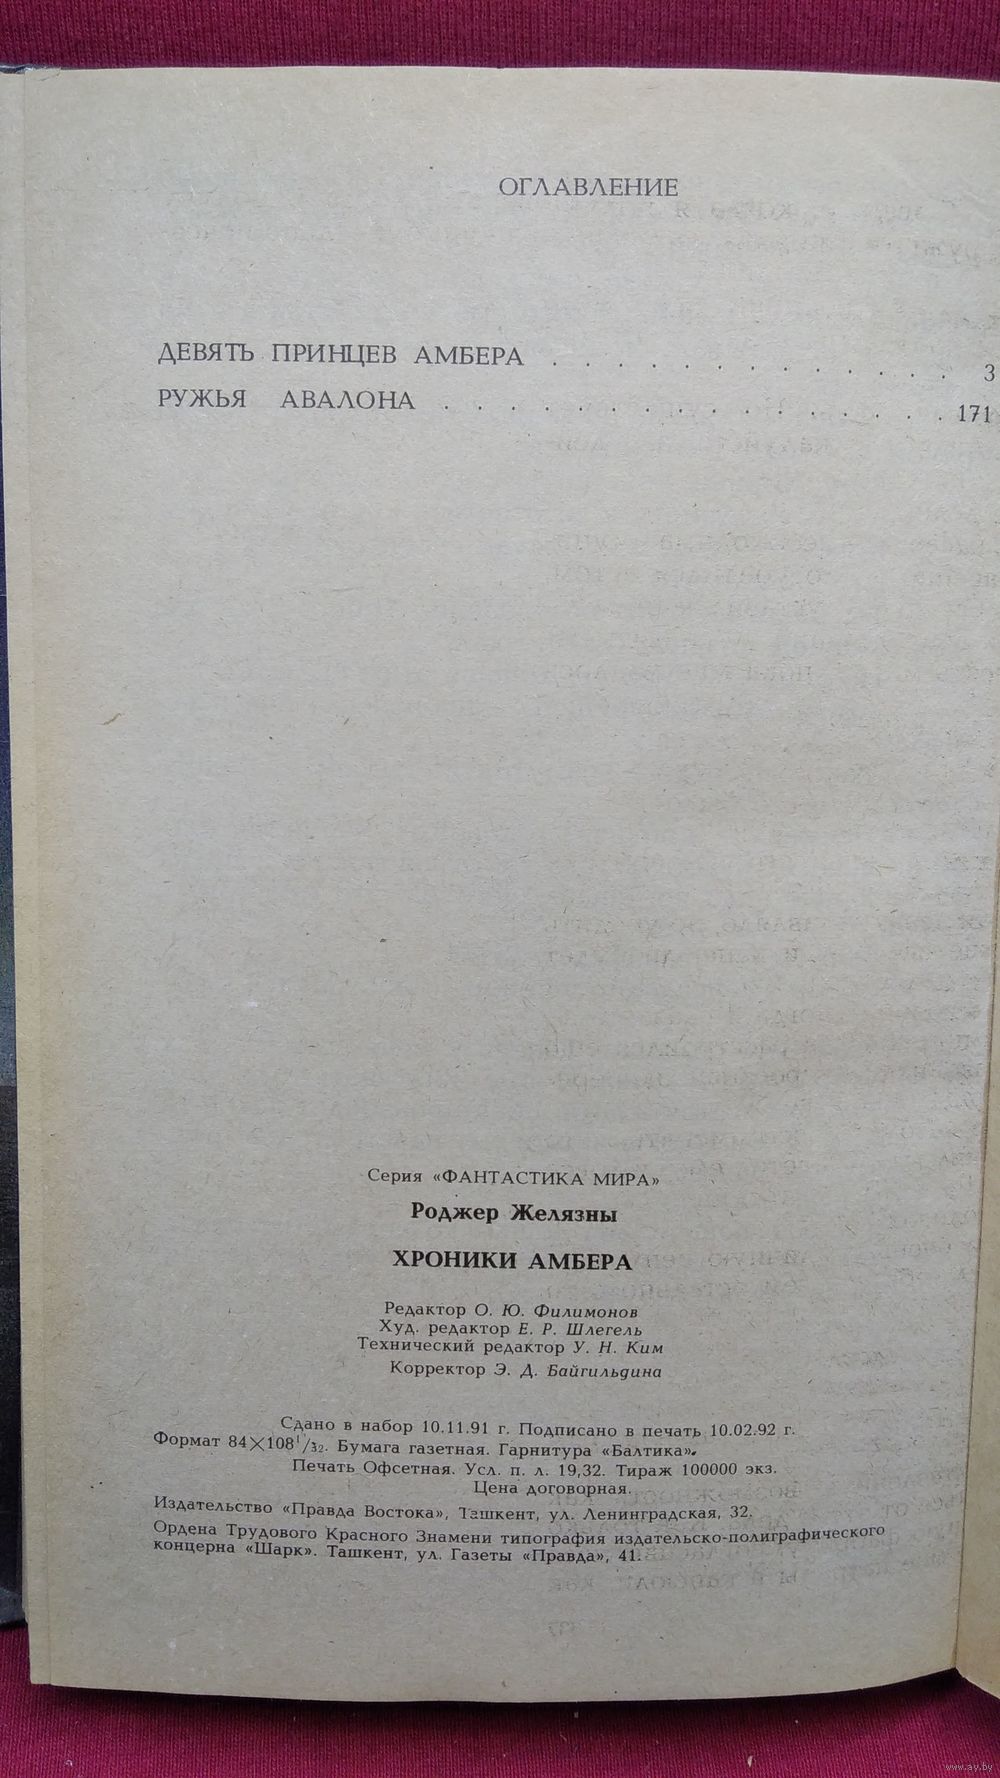 ОГЛАВЛЕНИЕ
ДЕВЯТЬ ПРИНЦЕВ АМБЕРА . . . . . . . . . . . . . 3
РУЖЬЯ АВАЛОНА . . . . . . . . . . . . . . . . 171
Серия «ФАНТАСТИКА МИРА»
Роджер Желязны
ХРОНИКИ АМБЕРА
Редактор О. Ю. Филимонов
Худ. редактор Е. Р. Шлегель
Технический редактор У. Н. Ким
Корректор Э. Д. Байгильдина
Сдано в набор 10.11.91 г. Подписано в печать 10.02.92 г.
Формат 84×108¹/₃₂. Бумага газетная. Гарнитура «Балтика».
Печать Офсетная. Усл. п. л. 19,32. Тираж 100000 экз.
Цена договорная.
Издательство «Правда Востока», Ташкент, ул. Ленинградская, 32.
Ордена Трудового Красного Знамени типография издательско-полиграфического
концерна «Шарк». Ташкент, ул. Газеты «Правда», 41.
www.ay.by